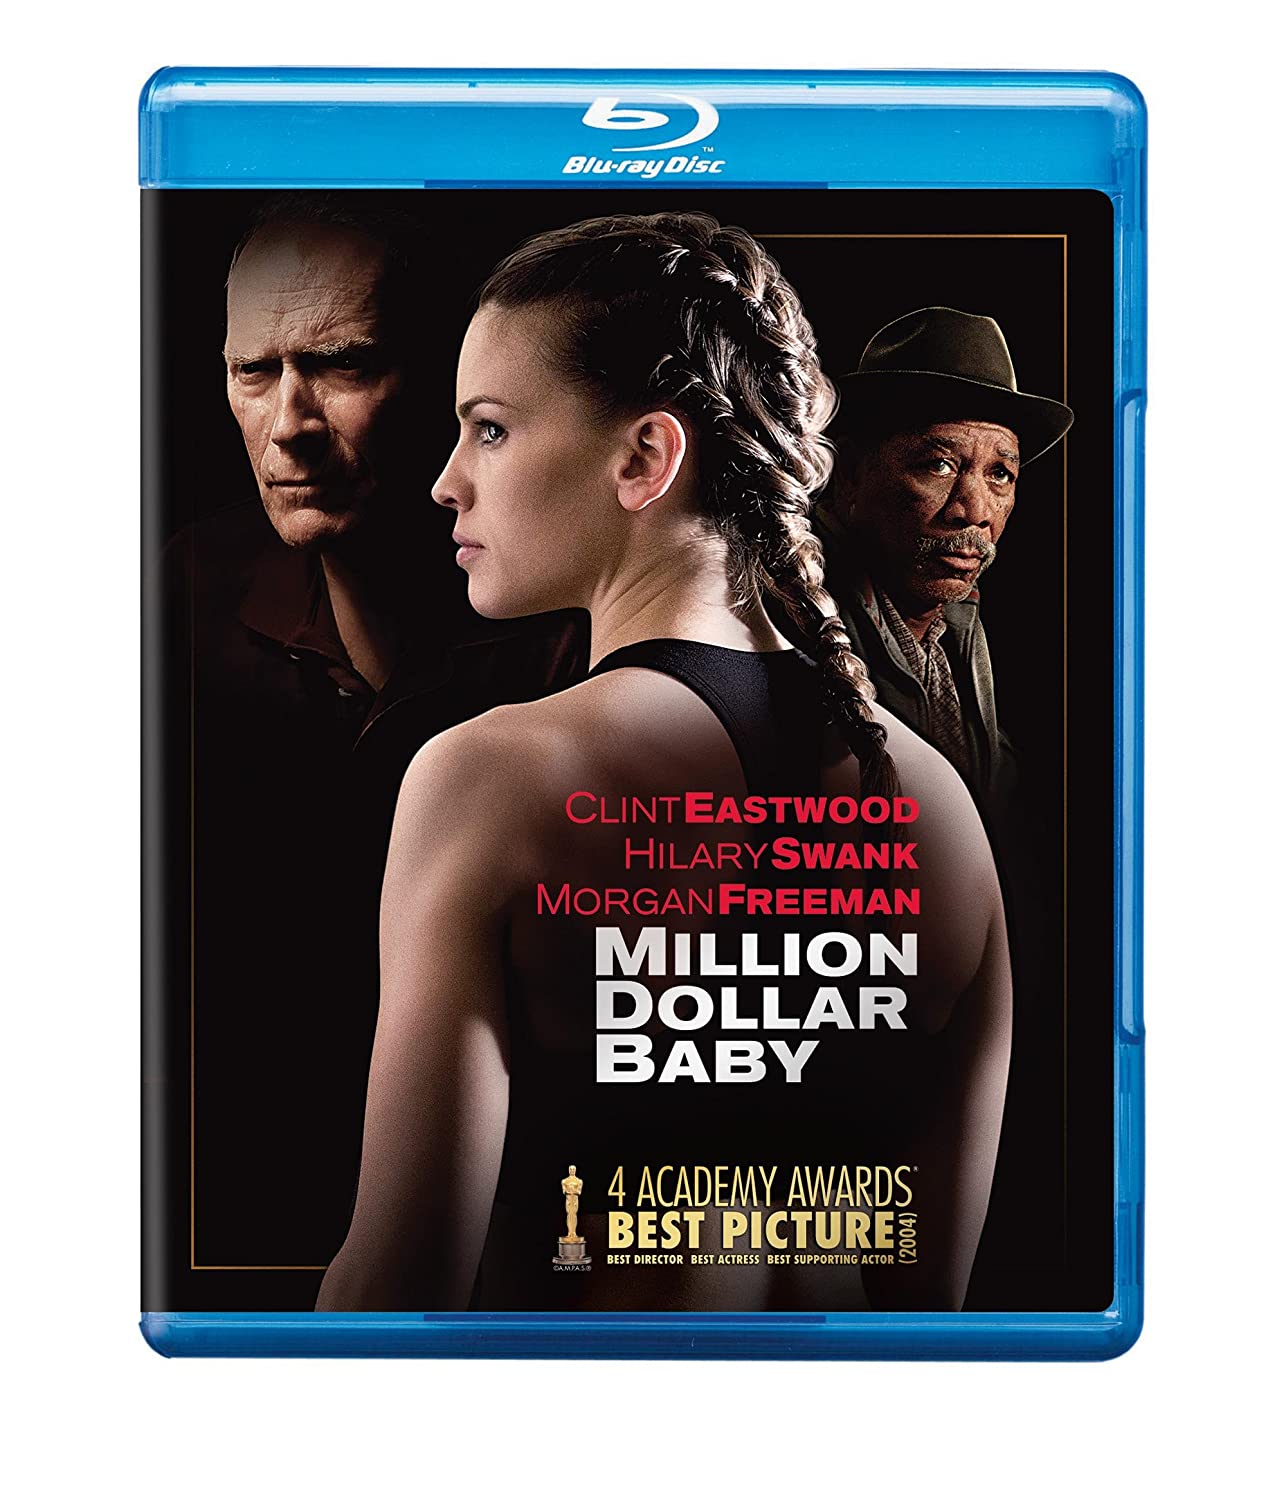 Blu-ray Disc™
CLINT EASTWOOD
HILARY SWANK
MORGAN FREEMAN
MILLION
DOLLAR
BABY
4 ACADEMY AWARDS®
BEST PICTURE (2004)
BEST DIRECTOR BEST ACTRESS BEST SUPPORTING ACTOR
©A.M.P.A.S.®